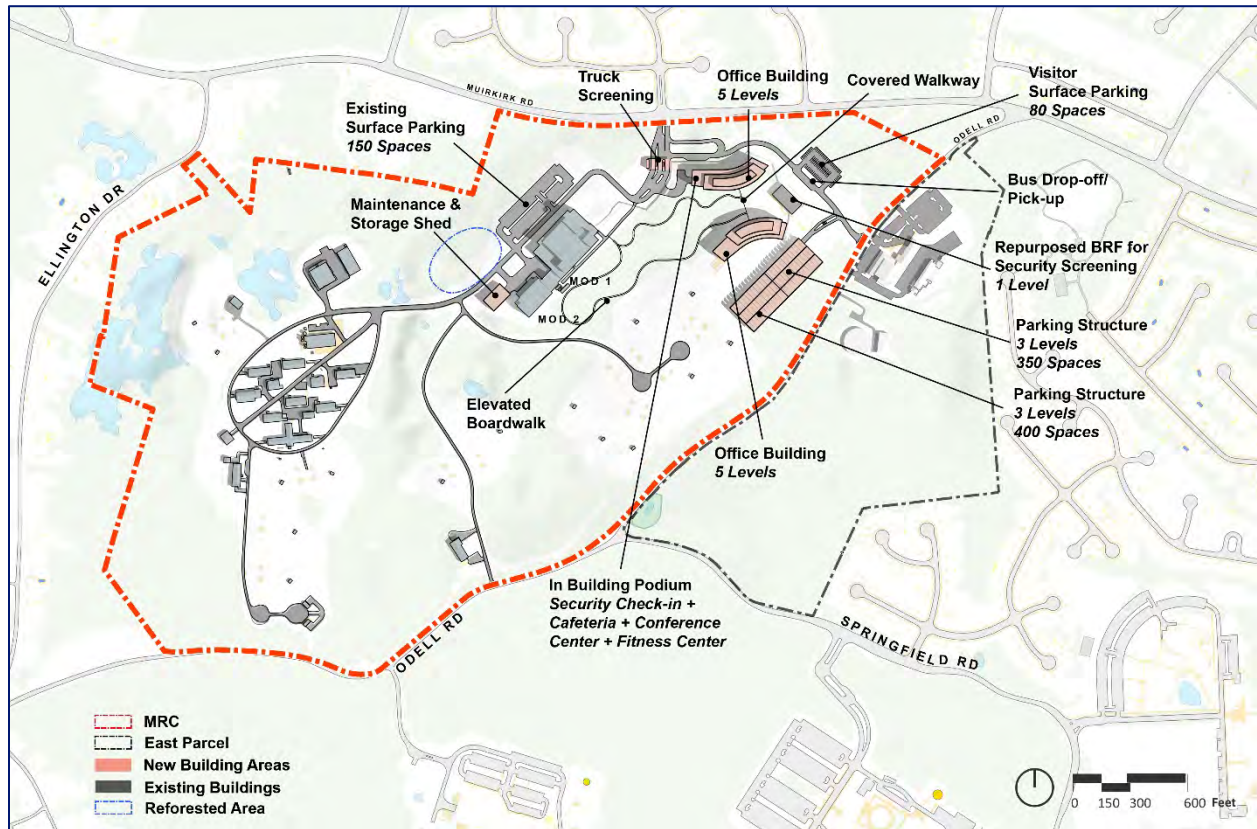 MUIRKIRK RD
Truck
Screening
Office Building
5 Levels
Covered Walkway
Visitor
Surface Parking
80 Spaces
Existing
Surface Parking
150 Spaces
ODELL RD
Bus Drop-off/
Pick-up
Maintenance &
Storage Shed
ELLINGTON DR
Repurposed BRF for
Security Screening
1 Level
MOD 1
MOD 2
Parking Structure
3 Levels
350 Spaces
Parking Structure
3 Levels
400 Spaces
Elevated
Boardwalk
Office Building
5 Levels
In Building Podium
Security Check-in +
Cafeteria + Conference
Center + Fitness Center
ODELL RD
SPRINGFIELD RD
MRC
East Parcel
New Building Areas
Existing Buildings
Reforested Area
0 150 300 600 Feet